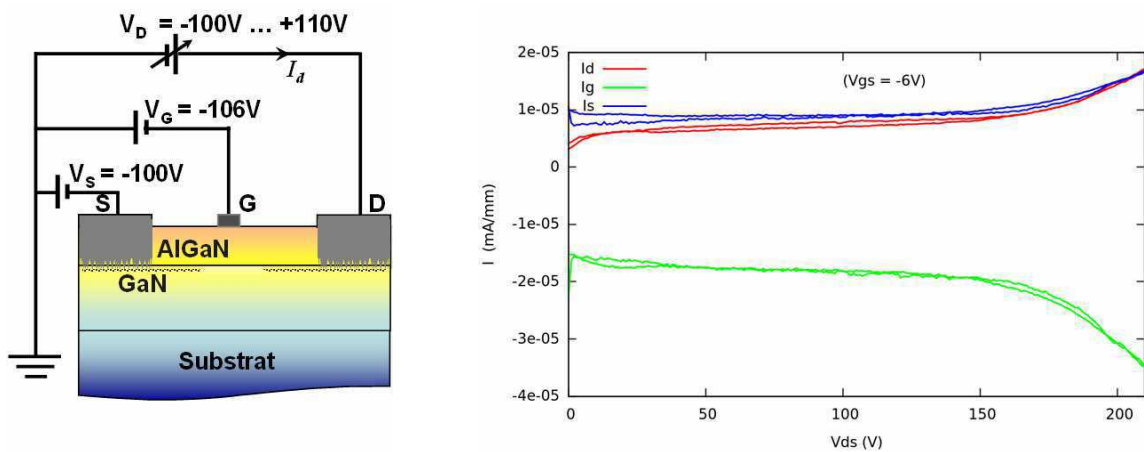 V_D = -100V ... +110V
I_d
V_G = -106V
V_S = -100V
S G D
AlGaN
GaN
Substrat
2e-05
1e-05
0
-1e-05
-2e-05
-3e-05
-4e-05
I (mA/mm)
Id
Ig
Is
(Vgs = -6V)
0 50 100 150 200
Vds (V)